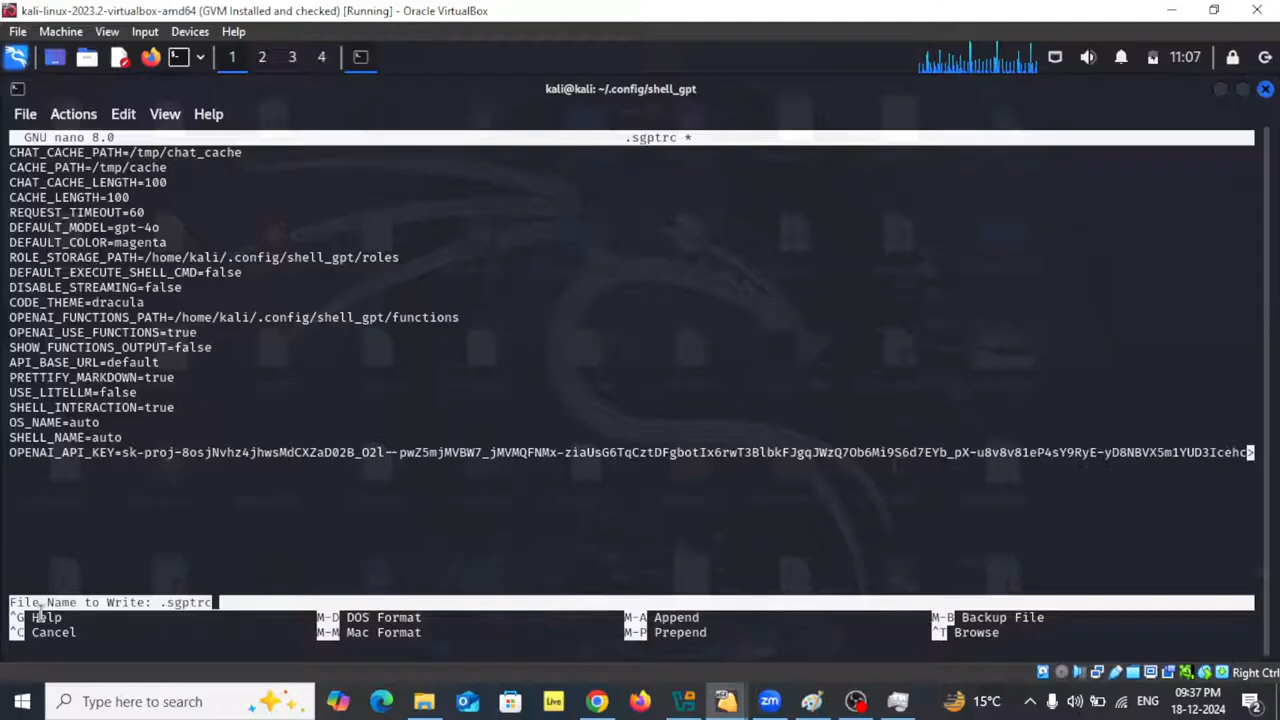 kali-linux-2023.2-virtualbox-amd64 (GVM Installed and checked) [Running] - Oracle VirtualBox
File Machine View Input Devices Help
1 2 3 4 11:07
kali@kali: ~/.config/shell_gpt
File Actions Edit View Help
GNU nano 8.0 .sgptrc *
CHAT_CACHE_PATH=/tmp/chat_cache
CACHE_PATH=/tmp/cache
CHAT_CACHE_LENGTH=100
CACHE_LENGTH=100
REQUEST_TIMEOUT=60
DEFAULT_MODEL=gpt-4o
DEFAULT_COLOR=magenta
ROLE_STORAGE_PATH=/home/kali/.config/shell_gpt/roles
DEFAULT_EXECUTE_SHELL_CMD=false
DISABLE_STREAMING=false
CODE_THEME=dracula
OPENAI_FUNCTIONS_PATH=/home/kali/.config/shell_gpt/functions
OPENAI_USE_FUNCTIONS=true
SHOW_FUNCTIONS_OUTPUT=false
API_BASE_URL=default
PRETTIFY_MARKDOWN=true
USE_LITELLM=false
SHELL_INTERACTION=true
OS_NAME=auto
SHELL_NAME=auto
OPENAI_API_KEY=
File Name to Write: .sgptrc
^G Help M-D DOS Format M-A Append M-B Backup File
^C Cancel M-M Mac Format M-P Prepend ^T Browse
Right Ctrl
Type here to search Live zm 15°C ENG 09:37 PM
18-12-2024 2